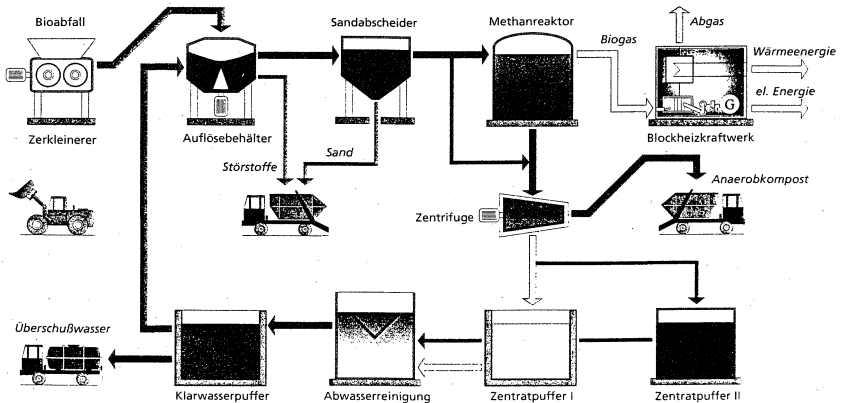 Bioabfall
Sandabscheider
Methanreaktor
Abgas
Biogas
Wärmeenergie
el. Energie
G
Zerkleinerer
Auflösebehälter
Blockheizkraftwerk
Störstoffe
Sand
Anaerobkompost
Zentrifuge
Überschußwasser
Klarwasserpuffer
Abwasserreinigung
Zentratpuffer I
Zentratpuffer II